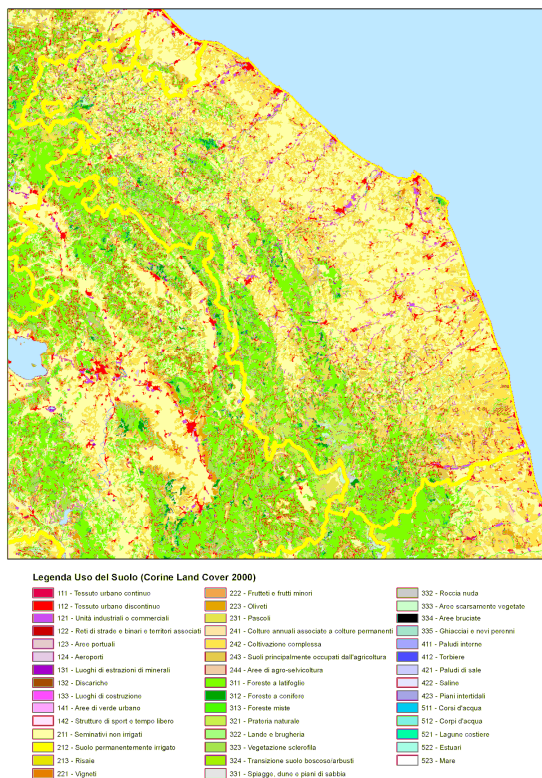 Legenda Uso del Suolo (Corine Land Cover 2000)
111 - Tessuto urbano continuo
112 - Tessuto urbano discontinuo
121 - Unità industriali o commerciali
122 - Reti di strade e binari e territori associati
123 - Aree portuali
124 - Aeroporti
131 - Luoghi di estrazioni di minerali
132 - Discariche
133 - Luoghi di costruzione
141 - Aree di verde urbano
142 - Strutture di sport e tempo libero
211 - Seminativi non irrigati
212 - Suolo permanentemente irrigato
213 - Risaie
221 - Vigneti
222 - Frutteti e frutti minori
223 - Oliveti
231 - Pascoli
241 - Colture annuali associate a colture permanenti
242 - Coltivazione complessa
243 - Suoli principalmente occupati dall'agricoltura
244 - Aree di agro-selvicoltura
311 - Foreste a latifoglie
312 - Foreste a conifere
313 - Foreste miste
321 - Prateria naturale
322 - Lande e brugheria
323 - Vegetazione sclerofila
324 - Transizione suolo boscoso/arbusti
331 - Spiagge, dune e piani di sabbia
332 - Roccia nuda
333 - Aree scarsamente vegetate
334 - Aree bruciate
335 - Ghiacciai e nevi perenni
411 - Paludi interne
412 - Torbiere
421 - Paludi di sale
422 - Saline
423 - Piani intertidali
511 - Corsi d'acqua
512 - Corpi d'acqua
521 - Lagune costiere
522 - Estuari
523 - Mare